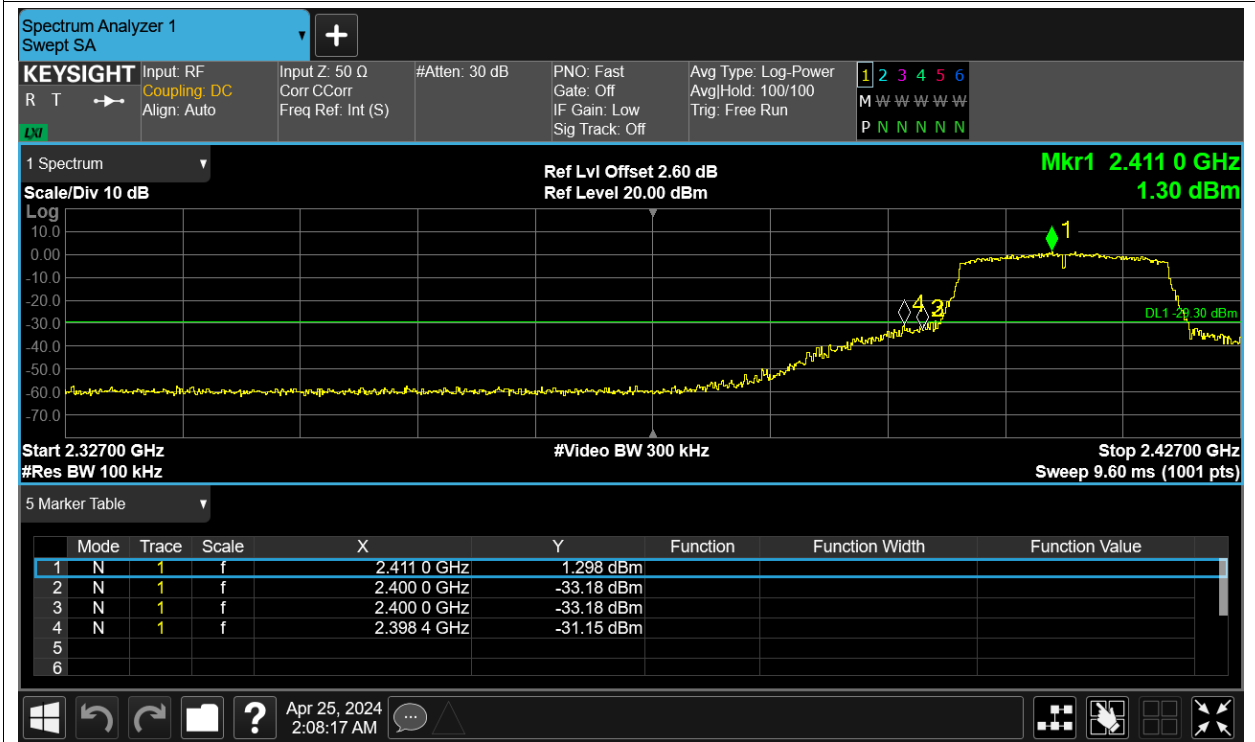 Spectrum Analyzer 1
Swept SA
+
KEYSIGHT
R T
LXI
Input: RF
Coupling: DC
Align: Auto
Input Z: 50 Ω
Corr CCorr
Freq Ref: Int (S)
#Atten: 30 dB
PNO: Fast
Gate: Off
IF Gain: Low
Sig Track: Off
Avg Type: Log-Power
Avg|Hold: 100/100
Trig: Free Run
1 2 3 4 5 6
M W W W W W
P N N N N N
1 Spectrum
Scale/Div 10 dB
Ref Lvl Offset 2.60 dB
Ref Level 20.00 dBm
Mkr1 2.411 0 GHz
1.30 dBm
Log
10.0
0.00
-10.0
-20.0
-30.0
-40.0
-50.0
-60.0
-70.0
1
4
DL1 -29.30 dBm
Start 2.32700 GHz
#Video BW 300 kHz
Stop 2.42700 GHz
#Res BW 100 kHz
Sweep 9.60 ms (1001 pts)
5 Marker Table
Mode Trace Scale X Y Function Function Width Function Value
1 N 1 f 2.411 0 GHz 1.298 dBm
2 N 1 f 2.400 0 GHz -33.18 dBm
3 N 1 f 2.400 0 GHz -33.18 dBm
4 N 1 f 2.398 4 GHz -31.15 dBm
5
6
?
Apr 25, 2024
2:08:17 AM